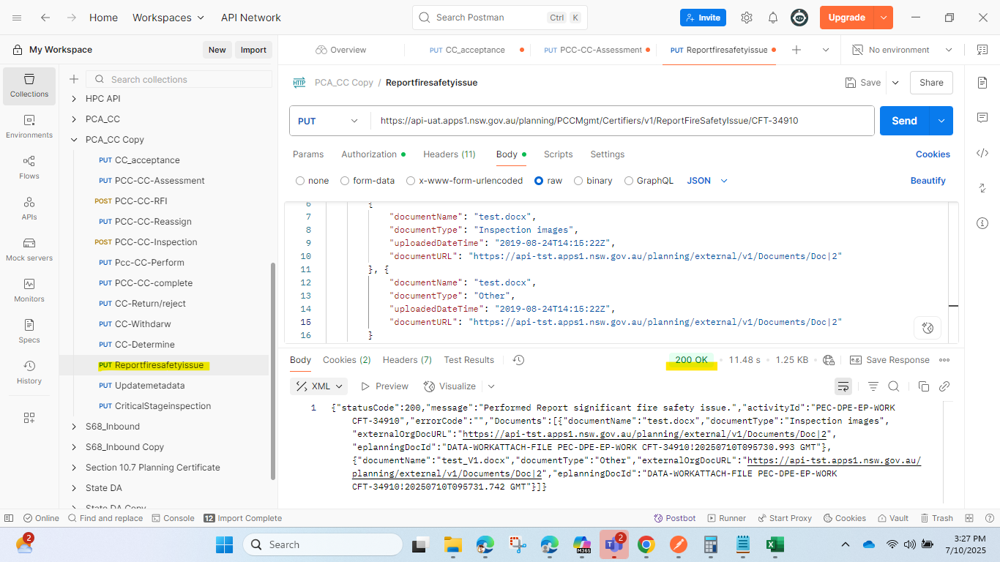 Home
Workspaces
API Network
Search Postman
Ctrl
K
Invite
Upgrade
My Workspace
New
Import
Overview
PUT CC_acceptance
PUT PCC-CC-Assessment
PUT Reportfiresafetyissue
No environment
Collections
Environments
Flows
APIs
Mock servers
Monitors
Specs
History
Search collections
HPC API
PCA_CC
PCA_CC Copy
PUT CC_acceptance
PUT PCC-CC-Assessment
POST PCC-CC-RFI
PUT PCC-CC-Reassign
POST PCC-CC-Inspection
PUT Pcc-CC-Perform
PUT PCC-CC-complete
PUT CC-Return/reject
PUT CC-Withdarw
PUT CC-Determine
PUT Reportfiresafetyissue
PUT Updatemetadata
PUT CriticalStageinspection
S68_Inbound
S68_Inbound Copy
Section 10.7 Planning Certificate
State DA
State DA Copy
HTTP PCA_CC Copy / Reportfiresafetyissue
Save
Share
PUT
https://api-uat.apps1.nsw.gov.au/planning/PCCMgmt/Certifiers/v1/ReportFireSafetyIssue/CFT-34910
Send
Params
Authorization
Headers (11)
Body
Scripts
Settings
Cookies
none
form-data
x-www-form-urlencoded
raw
binary
GraphQL
JSON
Beautify
6 {
7 "documentName": "test.docx",
8 "documentType": "Inspection images",
9 "uploadedDateTime": "2019-08-24T14:15:22Z",
10 "documentURL": "https://api-tst.apps1.nsw.gov.au/planning/external/v1/Documents/Doc|2"
11 }, {
12 "documentName": "test.docx",
13 "documentType": "Other",
14 "uploadedDateTime": "2019-08-24T14:15:22Z",
15 "documentURL": "https://api-tst.apps1.nsw.gov.au/planning/external/v1/Documents/Doc|2"
16 }
Body
Cookies (2)
Headers (7)
Test Results
200 OK
11.48 s
1.25 KB
e.g. Save Response
XML
Preview
Visualize
1 {"statusCode":200,"message":"Performed Report significant fire safety issue.","activityId":"PEC-DPE-EP-WORK
CFT-34910","errorCode":"","Documents":[{"documentName":"test.docx","documentType":"Inspection images",
"externalOrgDocURL":"https://api-tst.apps1.nsw.gov.au/planning/external/v1/Documents/Doc|2",
"eplanningDocId":"DATA-WORKATTACH-FILE PEC-DPE-EP-WORK CFT-34910!20250710T095730.993 GMT"},
{"documentName":"test_V1.docx","documentType":"Other","externalOrgDocURL":"https://api-tst.apps1.nsw.gov.au/
planning/external/v1/Documents/Doc|2","eplanningDocId":"DATA-WORKATTACH-FILE PEC-DPE-EP-WORK
CFT-34910!20250710T095731.742 GMT"}]}
Online
Find and replace
Console
12 Import Complete
Postbot
Runner
Start Proxy
Cookies
Vault
Trash
2
Search
M365
2
3:27 PM
7/10/2025